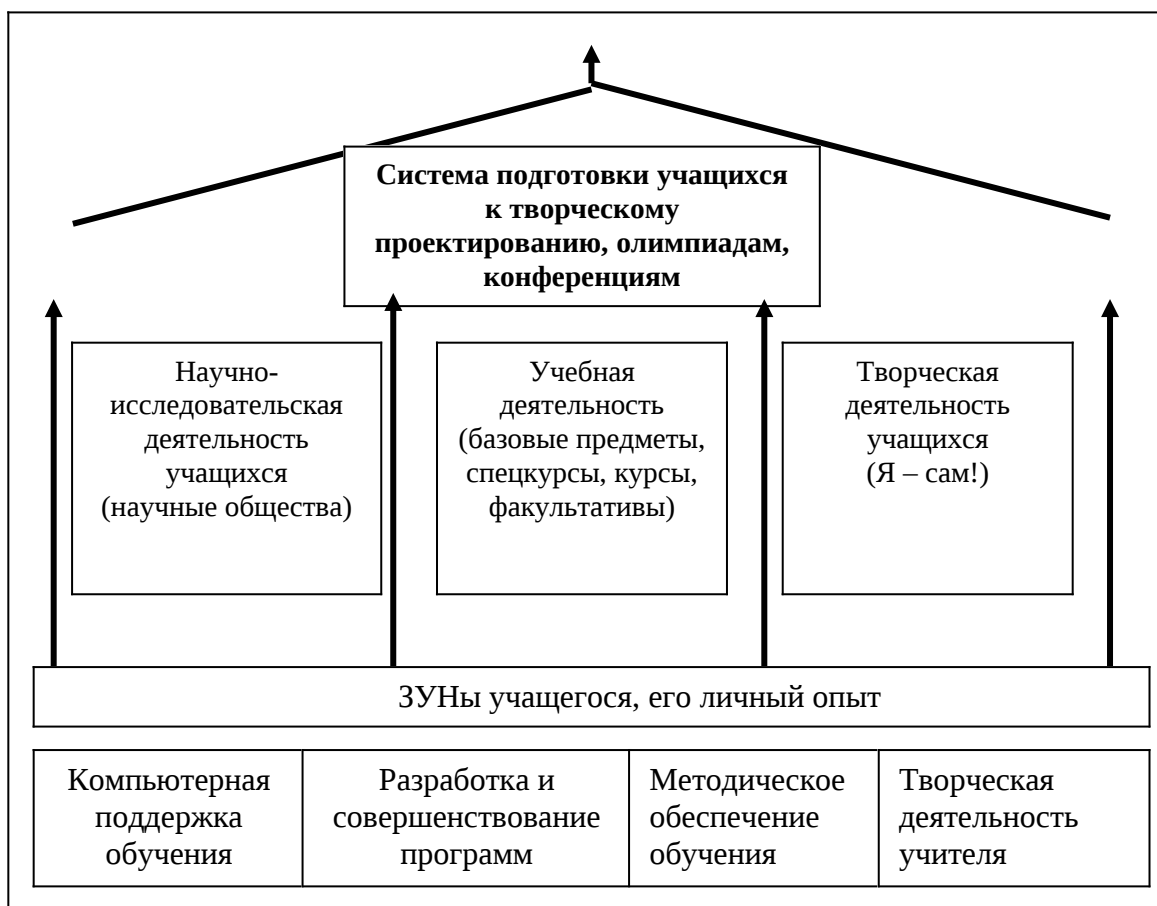 Система подготовки учащихся
к творческому
проектированию, олимпиадам,
конференциям
Научно-
исследовательская
деятельность
учащихся
(научные общества)
Учебная
деятельность
(базовые предметы,
спецкурсы, курсы,
факультативы)
Творческая
деятельность
учащихся
(Я – сам!)
ЗУНы учащегося, его личный опыт
Компьютерная
поддержка
обучения
Разработка и
совершенствование
программ
Методическое
обеспечение
обучения
Творческая
деятельность
учителя